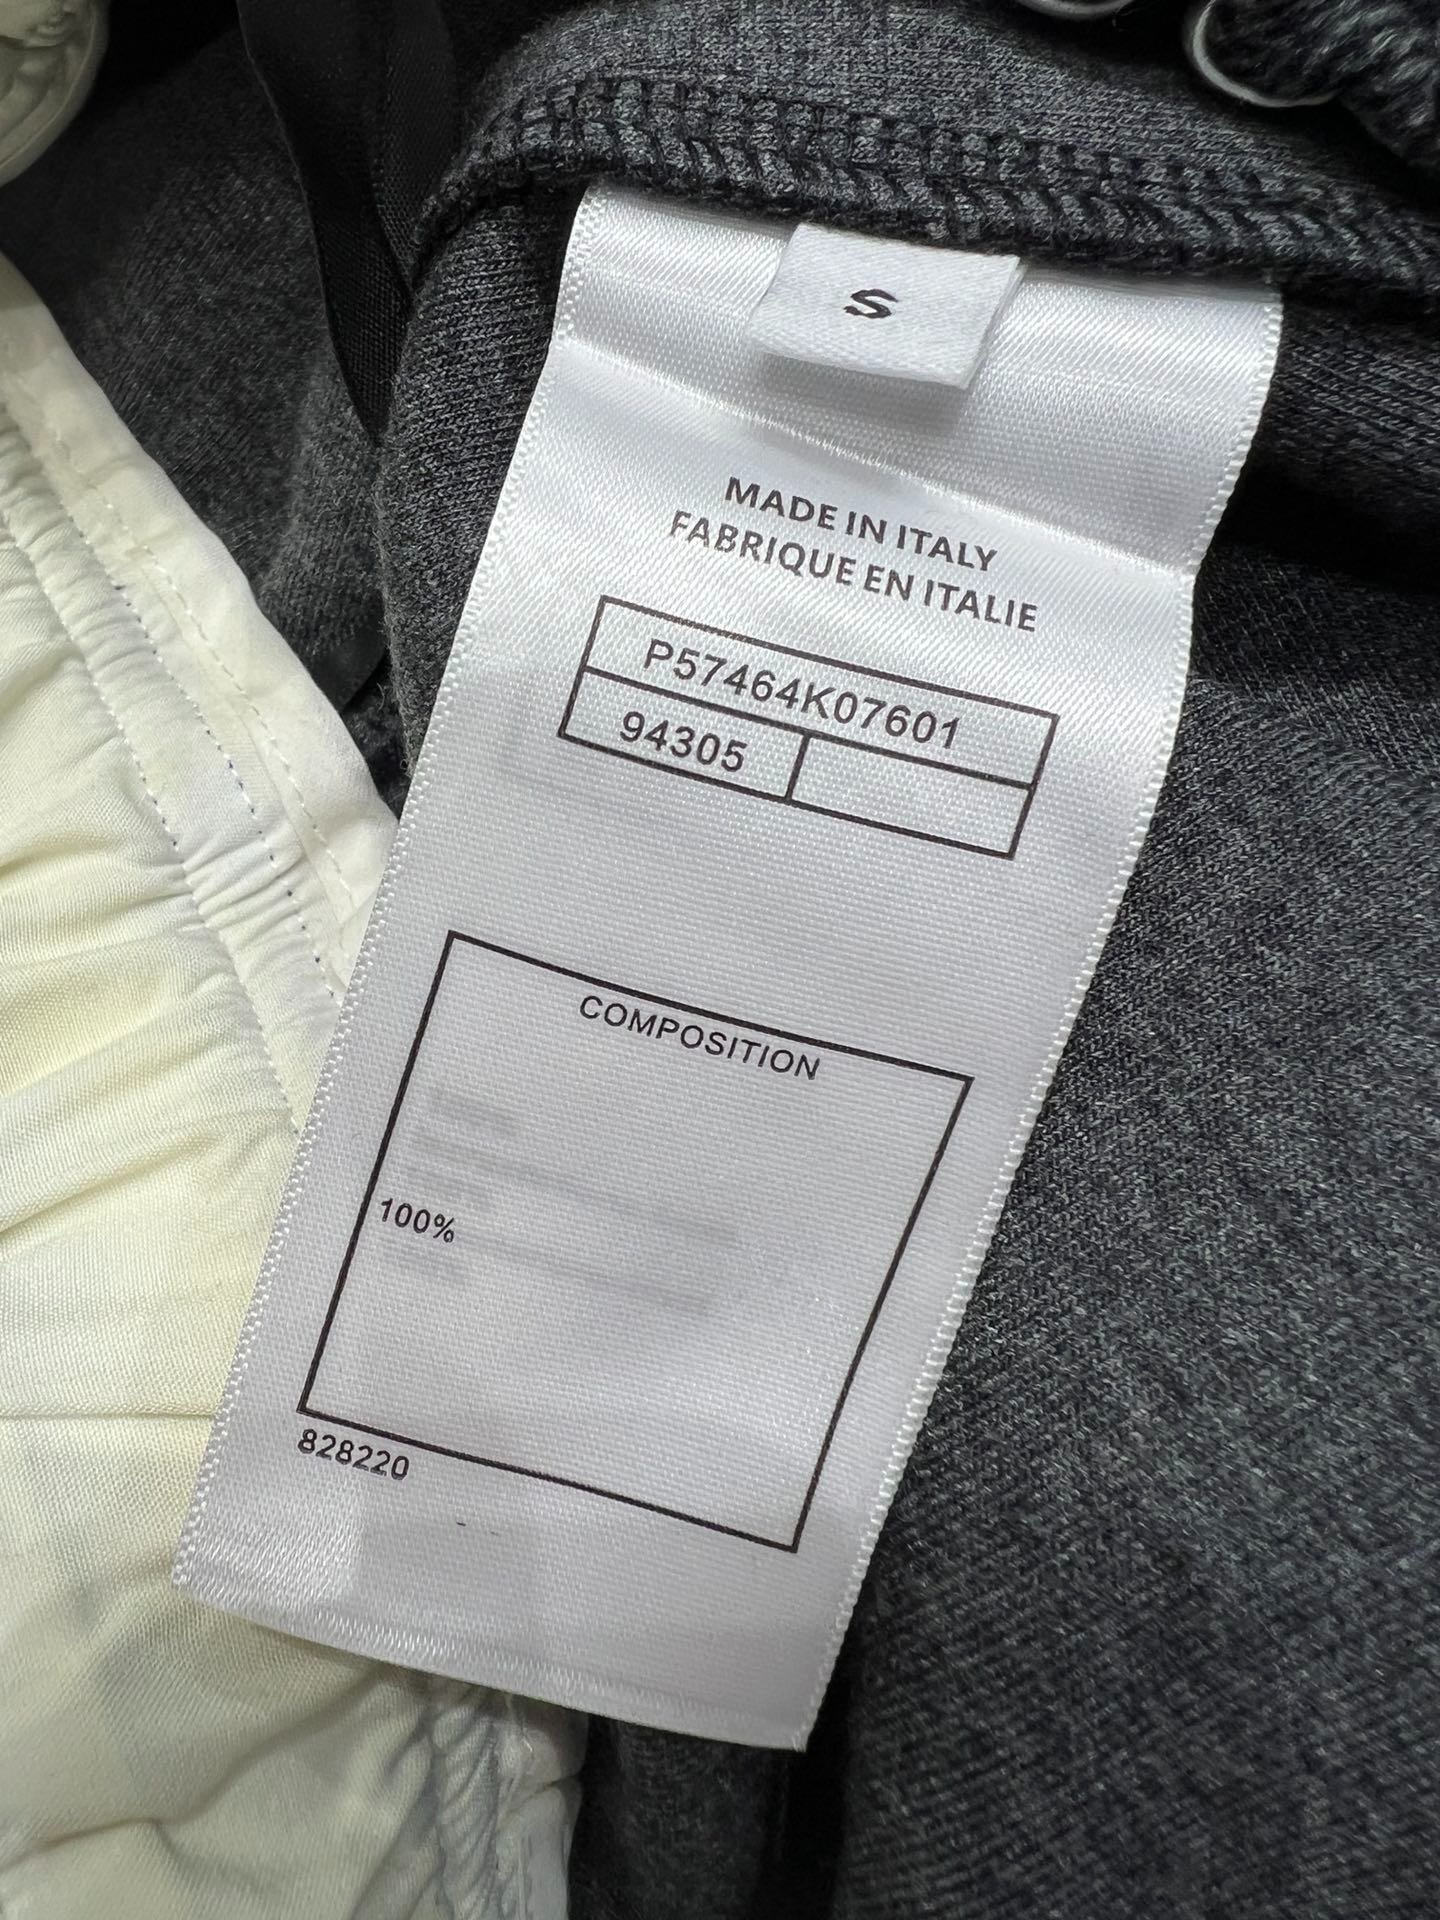 S
MADE IN ITALY
FABRIQUE EN ITALIE
P57464K07601
94305
COMPOSITION
100%
828220